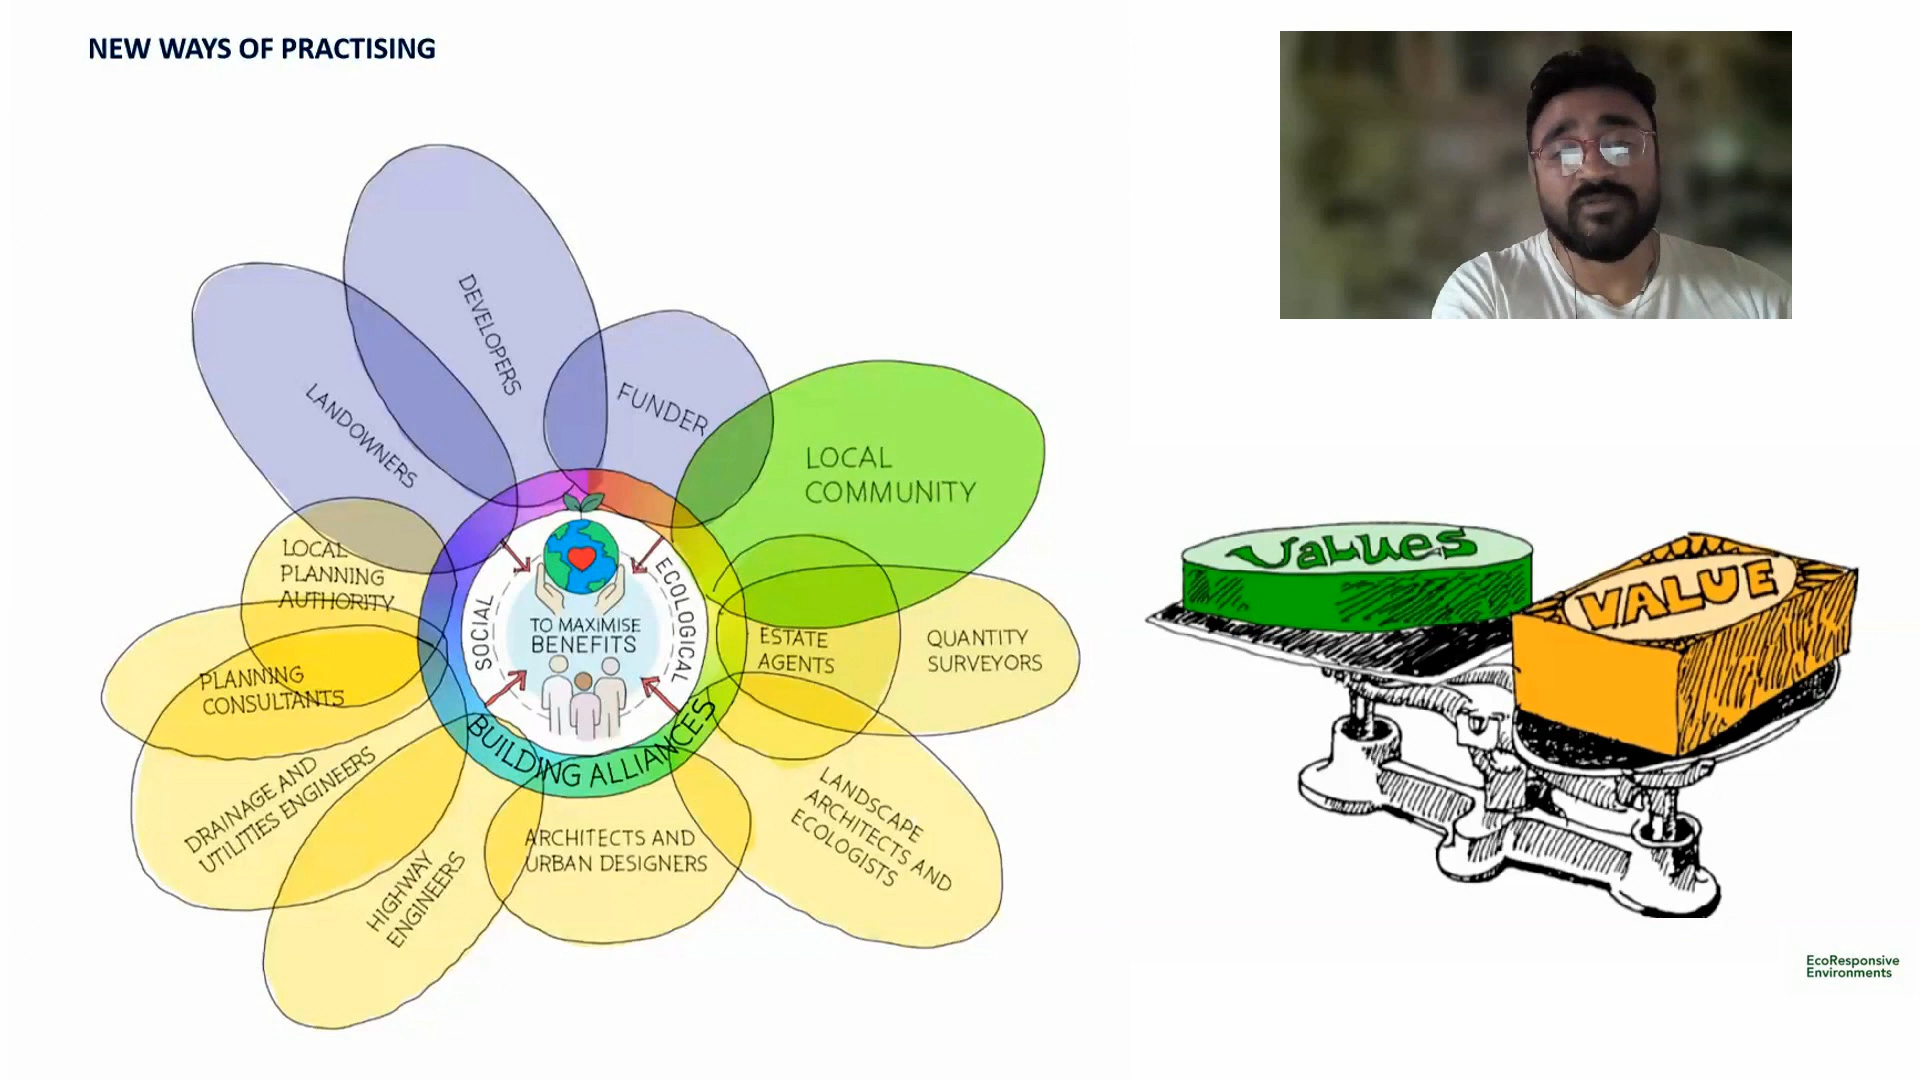 NEW WAYS OF PRACTISING
DEVELOPERS
LANDOWNERS
FUNDER
LOCAL
COMMUNITY
LOCAL
PLANNING
AUTHORITY
SOCIAL
ECOLOGICAL
TO MAXIMISE
BENEFITS
BUILDING ALLIANCES
ESTATE
AGENTS
QUANTITY
SURVEYORS
PLANNING
CONSULTANTS
DRAINAGE AND
UTILITIES ENGINEERS
HIGHWAY
ENGINEERS
ARCHITECTS AND
URBAN DESIGNERS
LANDSCAPE
ARCHITECTS AND
ECOLOGISTS
VaLUes
VALUE
EcoResponsive
Environments